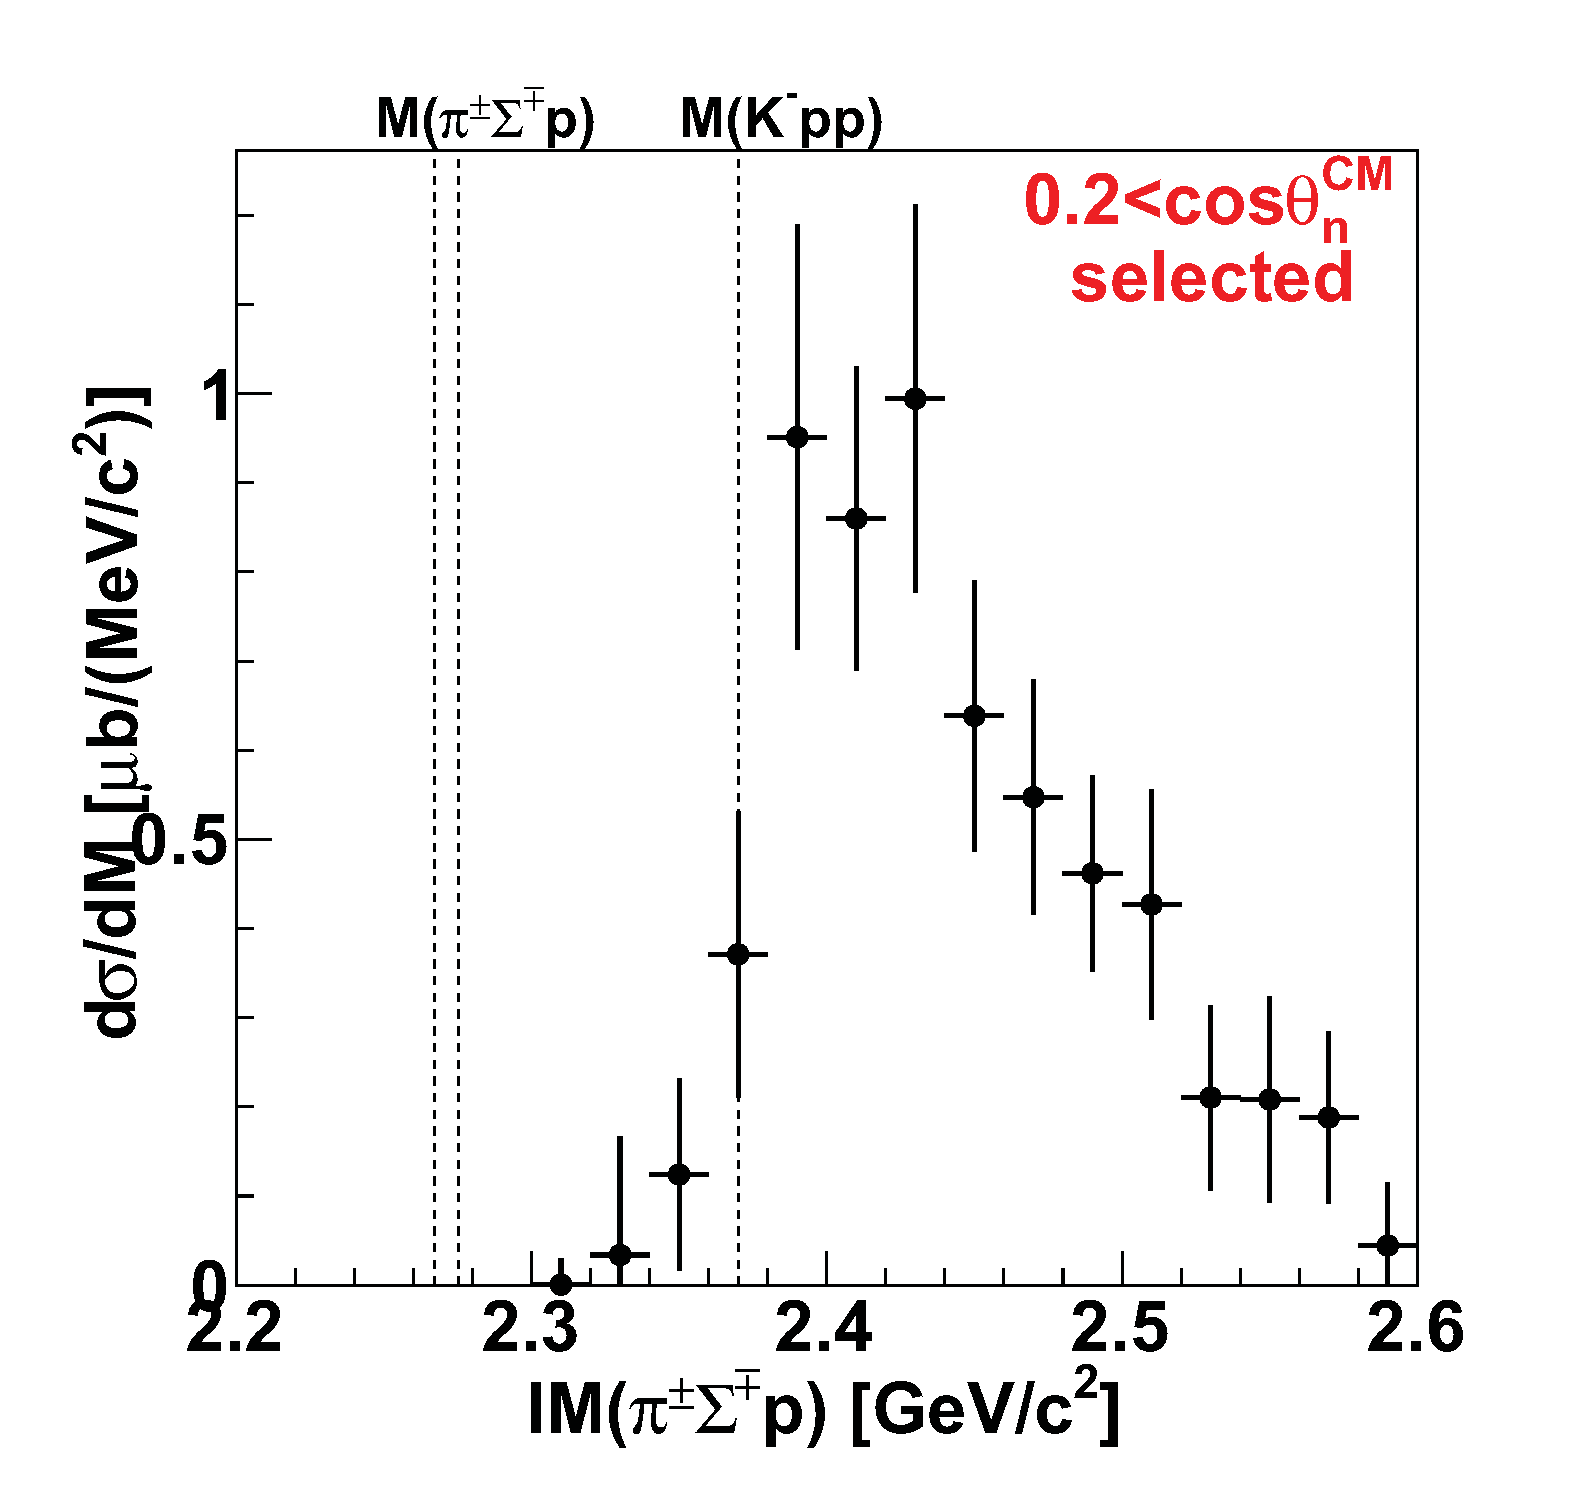 M(π±Σ∓p) M(K⁻pp)
0.2<cosθₙᶜᴹ
selected
dσ/dM [μb/(MeV/c²)]
1
0.5
0
2.2 2.3 2.4 2.5 2.6
IM(π±Σ∓p) [GeV/c²]